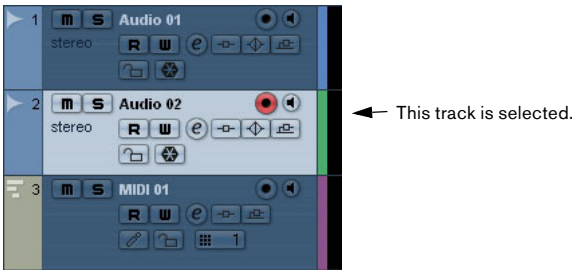 1 m S Audio 01
stereo R W e
2 m S Audio 02
stereo R W e
This track is selected.
3 m S MIDI 01
R W e
1